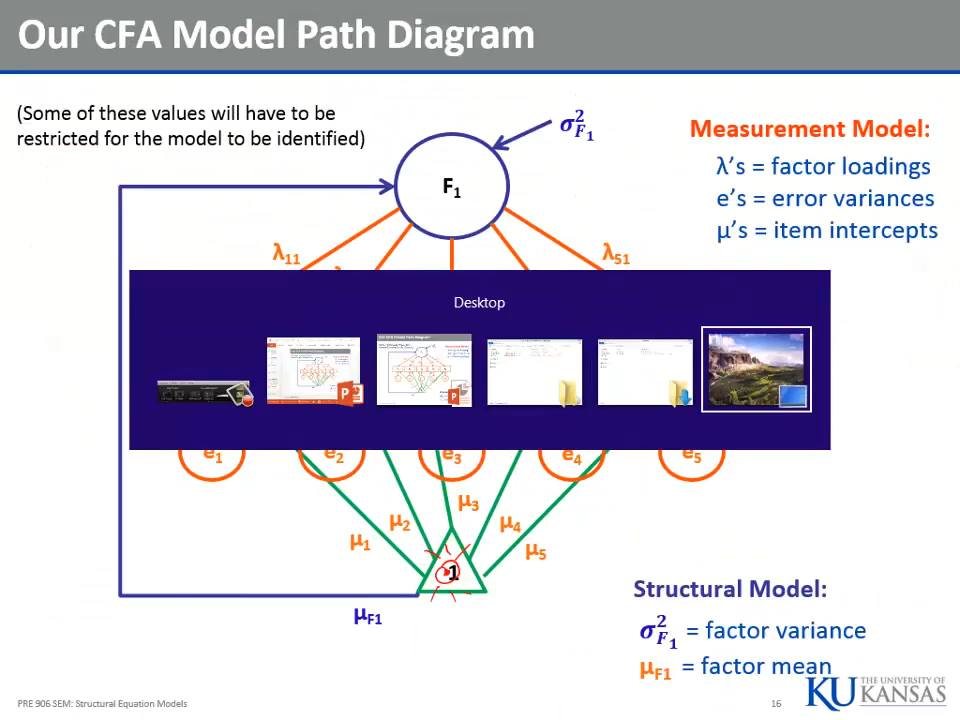 Our CFA Model Path Diagram
(Some of these values will have to be
restricted for the model to be identified)
σ²F₁
Measurement Model:
λ's = factor loadings
e's = error variances
μ's = item intercepts
F₁
λ₁₁
λ₅₁
Desktop
e₁
e₂
e₃
e₄
e₅
μ₁
μ₂
μ₃
μ₄
μ₅
1
μF1
Structural Model:
σ²F₁ = factor variance
μF1 = factor mean
PRE 906 SEM: Structural Equation Models
16
KU THE UNIVERSITY OF
KANSAS